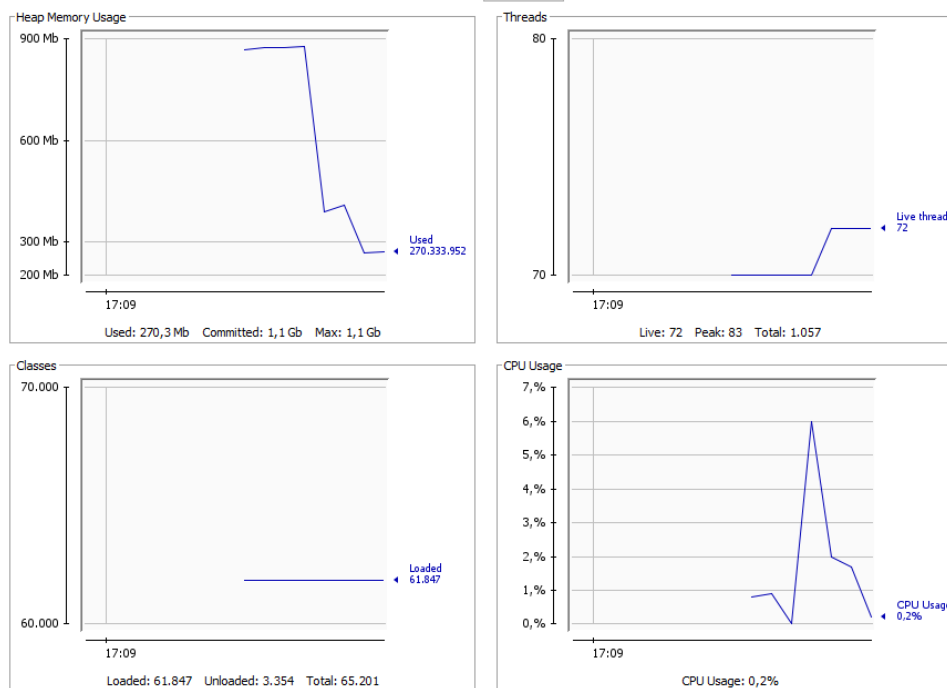 Heap Memory Usage
900 Mb
600 Mb
300 Mb
200 Mb
Used
270.333.952
17:09
Used: 270,3 Mb Committed: 1,1 Gb Max: 1,1 Gb
Threads
80
70
Live thread
72
17:09
Live: 72 Peak: 83 Total: 1.057
Classes
70.000
60.000
Loaded
61.847
17:09
Loaded: 61.847 Unloaded: 3.354 Total: 65.201
CPU Usage
7,%
6,%
5,%
4,%
3,%
2,%
1,%
0,%
CPU Usage
0,2%
17:09
CPU Usage: 0,2%